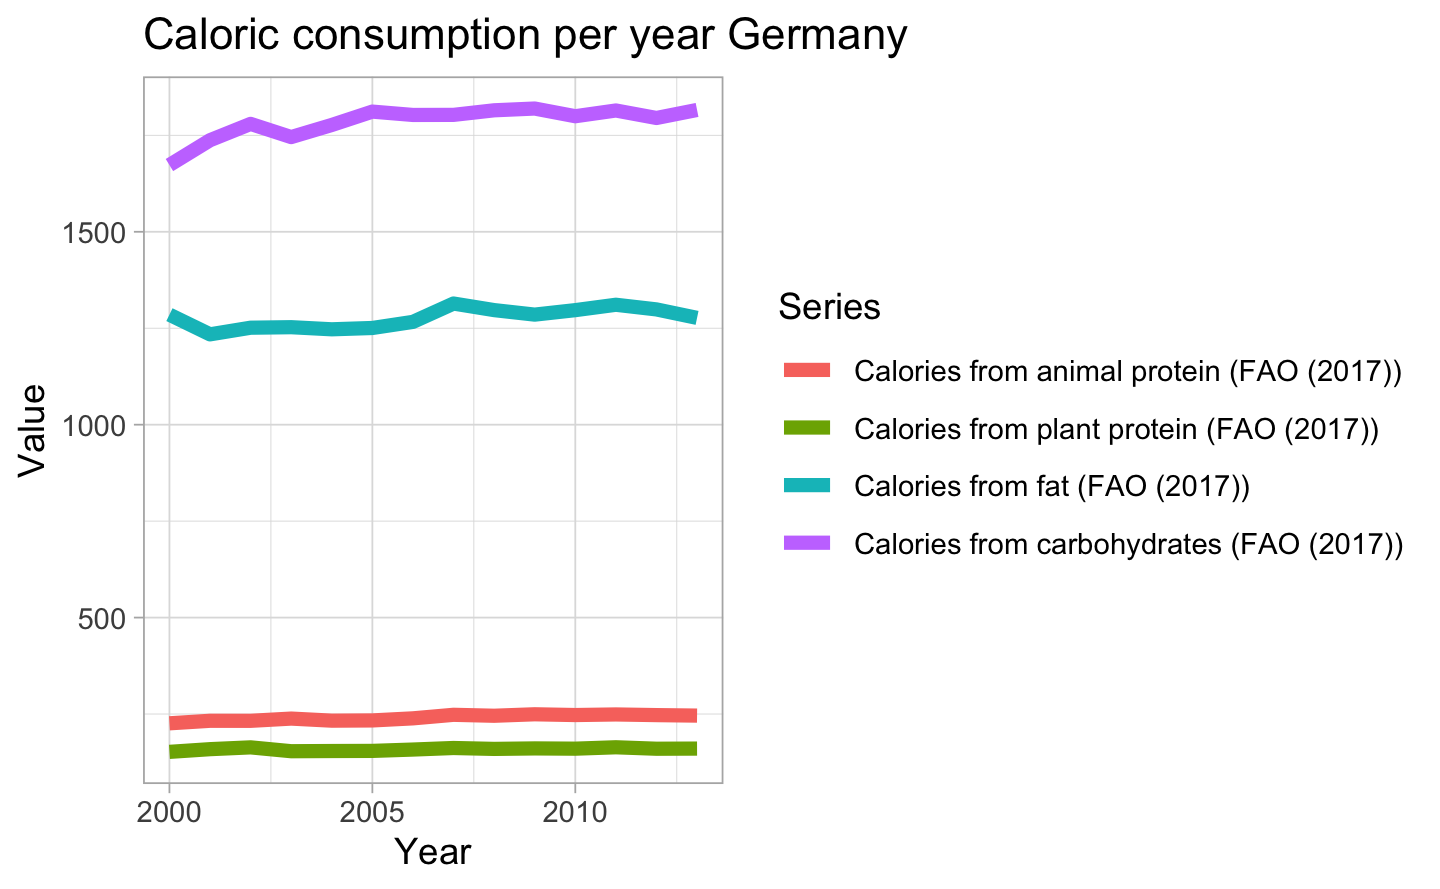 Caloric consumption per year Germany
1500
1000
500
Value
2000 2005 2010
Year
Series
Calories from animal protein (FAO (2017))
Calories from plant protein (FAO (2017))
Calories from fat (FAO (2017))
Calories from carbohydrates (FAO (2017))